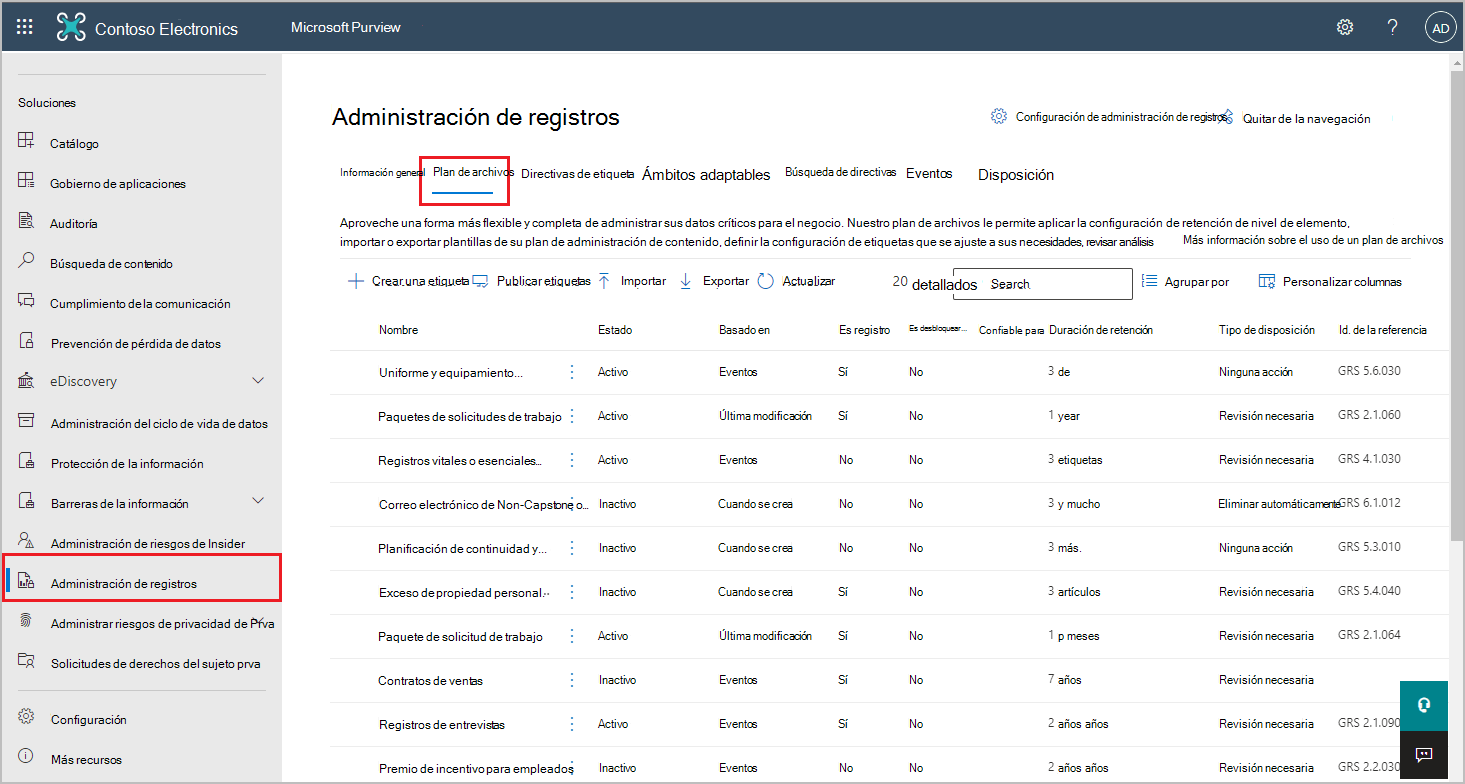 Contoso Electronics
Microsoft Purview
AD
Soluciones
Catálogo
Gobierno de aplicaciones
Auditoría
Búsqueda de contenido
Cumplimiento de la comunicación
Prevención de pérdida de datos
eDiscovery
Administración del ciclo de vida de datos
Protección de la información
Barreras de la información
Administración de riesgos de Insider
Administración de registros
Administrar riesgos de privacidad de Prva
Solicitudes de derechos del sujeto prva
Configuración
Más recursos
Administración de registros
Configuración de administración de registros
Quitar de la navegación
Información general Plan de archivos Directivas de etiqueta Ámbitos adaptables Búsqueda de directivas Eventos Disposición
Aproveche una forma más flexible y completa de administrar sus datos críticos para el negocio. Nuestro plan de archivos le permite aplicar la configuración de retención de nivel de elemento,
importar o exportar plantillas de su plan de administración de contenido, definir la configuración de etiquetas que se ajuste a sus necesidades, revisar análisis Más información sobre el uso de un plan de archivos
Crear una etiqueta Publicar etiquetas Importar Exportar Actualizar 20 detallados Search Agrupar por Personalizar columnas
Nombre Estado Basado en Es registro Es desbloquear... Confiable para Duración de retención Tipo de disposición Id. de la referencia
Uniforme y equipamiento... Activo Eventos Sí No 3 de Ninguna acción GRS 5.6.030
Paquetes de solicitudes de trabajo Activo Última modificación Sí No 1 year Revisión necesaria GRS 2.1.060
Registros vitales o esenciales... Activo Eventos No No 3 etiquetas Revisión necesaria GRS 4.1.030
Correo electrónico de Non-Capstone o... Inactivo Cuando se crea No No 3 y mucho Eliminar automáticamente GRS 6.1.012
Planificación de continuidad y... Inactivo Cuando se crea No No 3 más. Ninguna acción GRS 5.3.010
Exceso de propiedad personal... Inactivo Cuando se crea Sí No 3 artículos Revisión necesaria GRS 5.4.040
Paquete de solicitud de trabajo Activo Última modificación Sí No 1 p meses Revisión necesaria GRS 2.1.064
Contratos de ventas Inactivo Eventos Sí No 7 años Revisión necesaria
Registros de entrevistas Activo Eventos Sí No 2 años años Revisión necesaria GRS 2.1.090
Premio de incentivo para empleados Inactivo Eventos No No 2 años años Revisión necesaria GRS 2.2.030